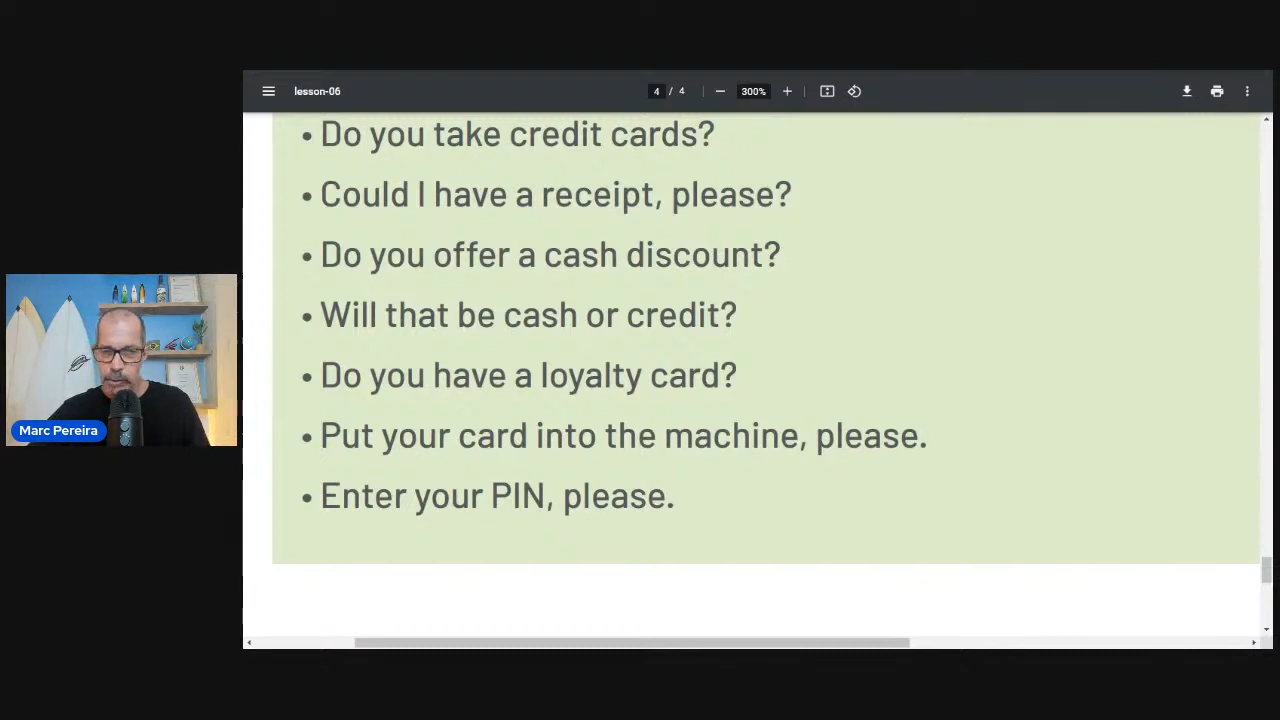 lesson-06
4 / 4
300%
• Do you take credit cards?
• Could I have a receipt, please?
• Do you offer a cash discount?
• Will that be cash or credit?
• Do you have a loyalty card?
• Put your card into the machine, please.
• Enter your PIN, please.
Marc Pereira